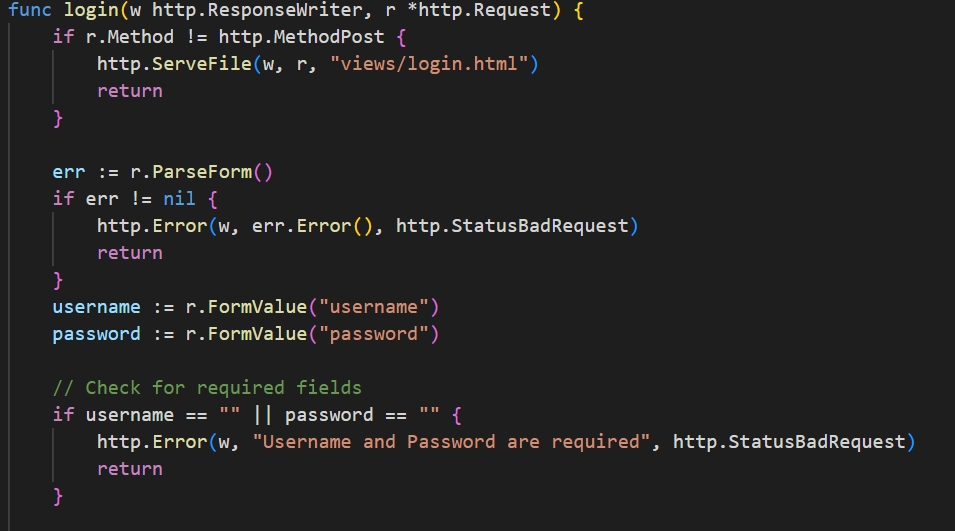 func login(w http.ResponseWriter, r *http.Request) {
    if r.Method != http.MethodPost {
        http.ServeFile(w, r, "views/login.html")
        return
    }

    err := r.ParseForm()
    if err != nil {
        http.Error(w, err.Error(), http.StatusBadRequest)
        return
    }
    username := r.FormValue("username")
    password := r.FormValue("password")

    // Check for required fields
    if username == "" || password == "" {
        http.Error(w, "Username and Password are required", http.StatusBadRequest)
        return
    }